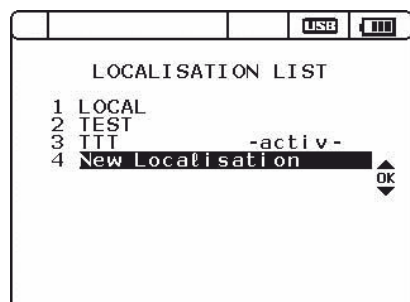 USB
LOCALISATION LIST
1 LOCAL
2 TEST
3 TTT -activ-
4 New Localisation
OK